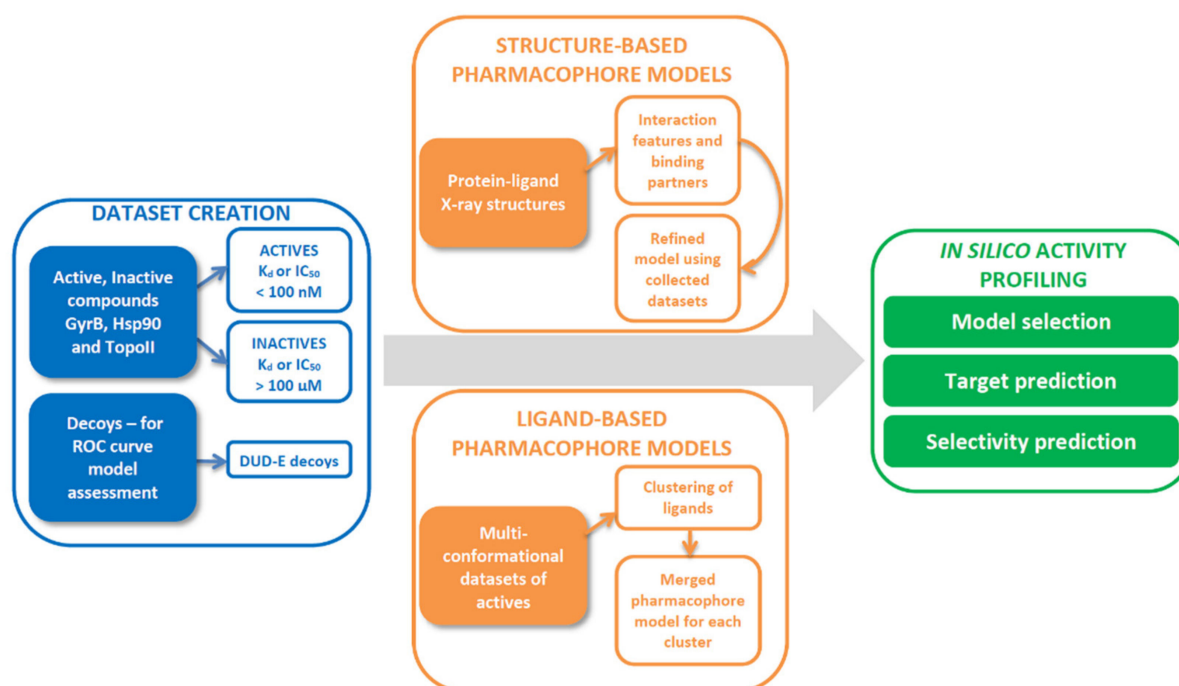 DATASET CREATION
Active, Inactive
compounds
GyrB, Hsp90
and TopoII
ACTIVES
K_d or IC₅₀
< 100 nM
INACTIVES
K_d or IC₅₀
> 100 uM
Decoys – for
ROC curve
model
assessment
DUD-E decoys
STRUCTURE-BASED
PHARMACOPHORE MODELS
Protein-ligand
X-ray structures
Interaction
features and
binding
partners
Refined
model using
collected
datasets
LIGAND-BASED
PHARMACOPHORE MODELS
Multi-
conformational
datasets of
actives
Clustering of
ligands
Merged
pharmacophore
model for each
cluster
IN SILICO ACTIVITY
PROFILING
Model selection
Target prediction
Selectivity prediction